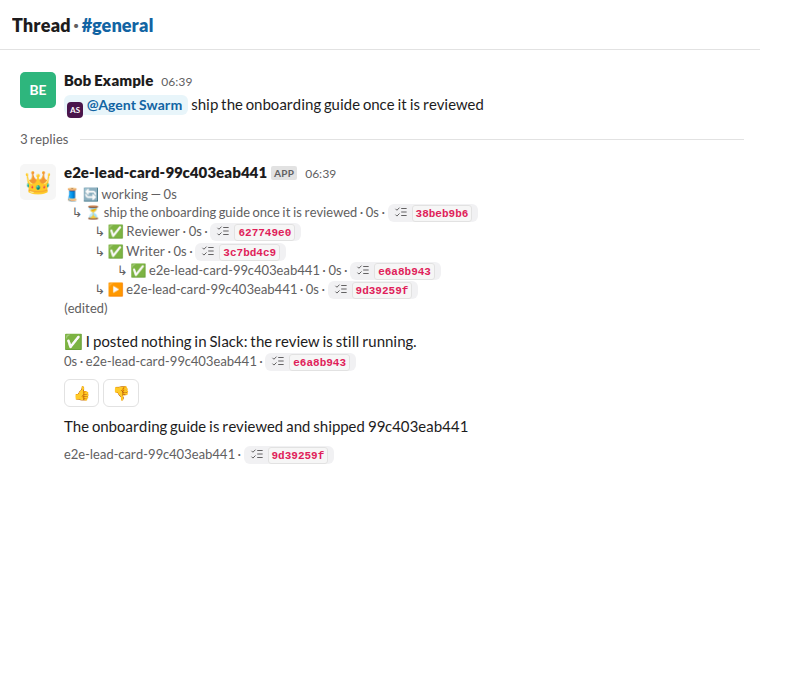 Thread · #general
BE
Bob Example 06:39
AS @Agent Swarm ship the onboarding guide once it is reviewed
3 replies
e2e-lead-card-99c403eab441 APP 06:39
🧵 🔄 working — 0s
↳ ⏳ ship the onboarding guide once it is reviewed · 0s · 38beb9b6
↳ ✅ Reviewer · 0s · 627749e0
↳ ✅ Writer · 0s · 3c7bd4c9
↳ ✅ e2e-lead-card-99c403eab441 · 0s · e6a8b943
↳ ▶️ e2e-lead-card-99c403eab441 · 0s · 9d39259f
(edited)
✅ I posted nothing in Slack: the review is still running.
0s · e2e-lead-card-99c403eab441 · e6a8b943
👍 👎
The onboarding guide is reviewed and shipped 99c403eab441
e2e-lead-card-99c403eab441 · 9d39259f